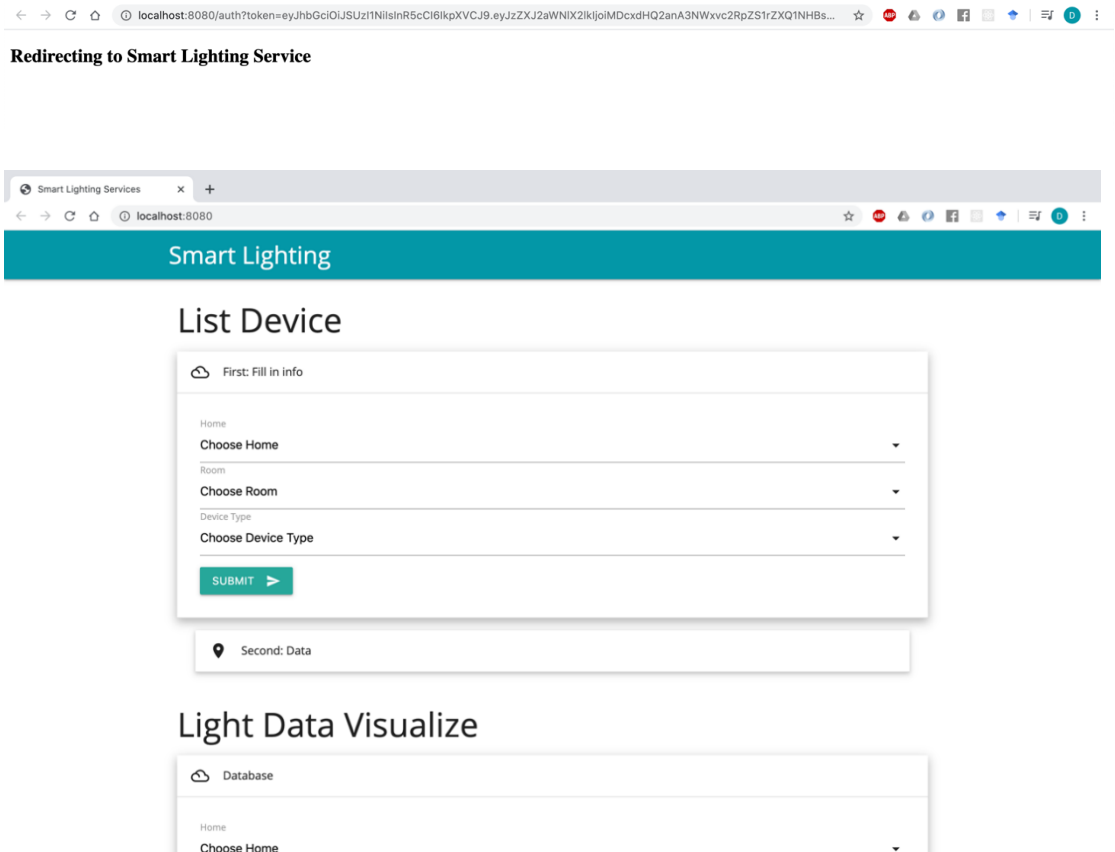 localhost:8080/auth?token=eyJhbGciOiJSUzI1NiIsInR5cCI6IkpXVCJ9.eyJzZXJ2aWNlX2lkIjoiMDcxdHQ2anA3NWxvc2RpZS1rZXQ1NHBs...
ABP
D
Redirecting to Smart Lighting Service
Smart Lighting Services
localhost:8080
ABP
D
Smart Lighting
List Device
First: Fill in info
Home
Choose Home
Room
Choose Room
Device Type
Choose Device Type
SUBMIT
Second: Data
Light Data Visualize
Database
Home
Choose Home